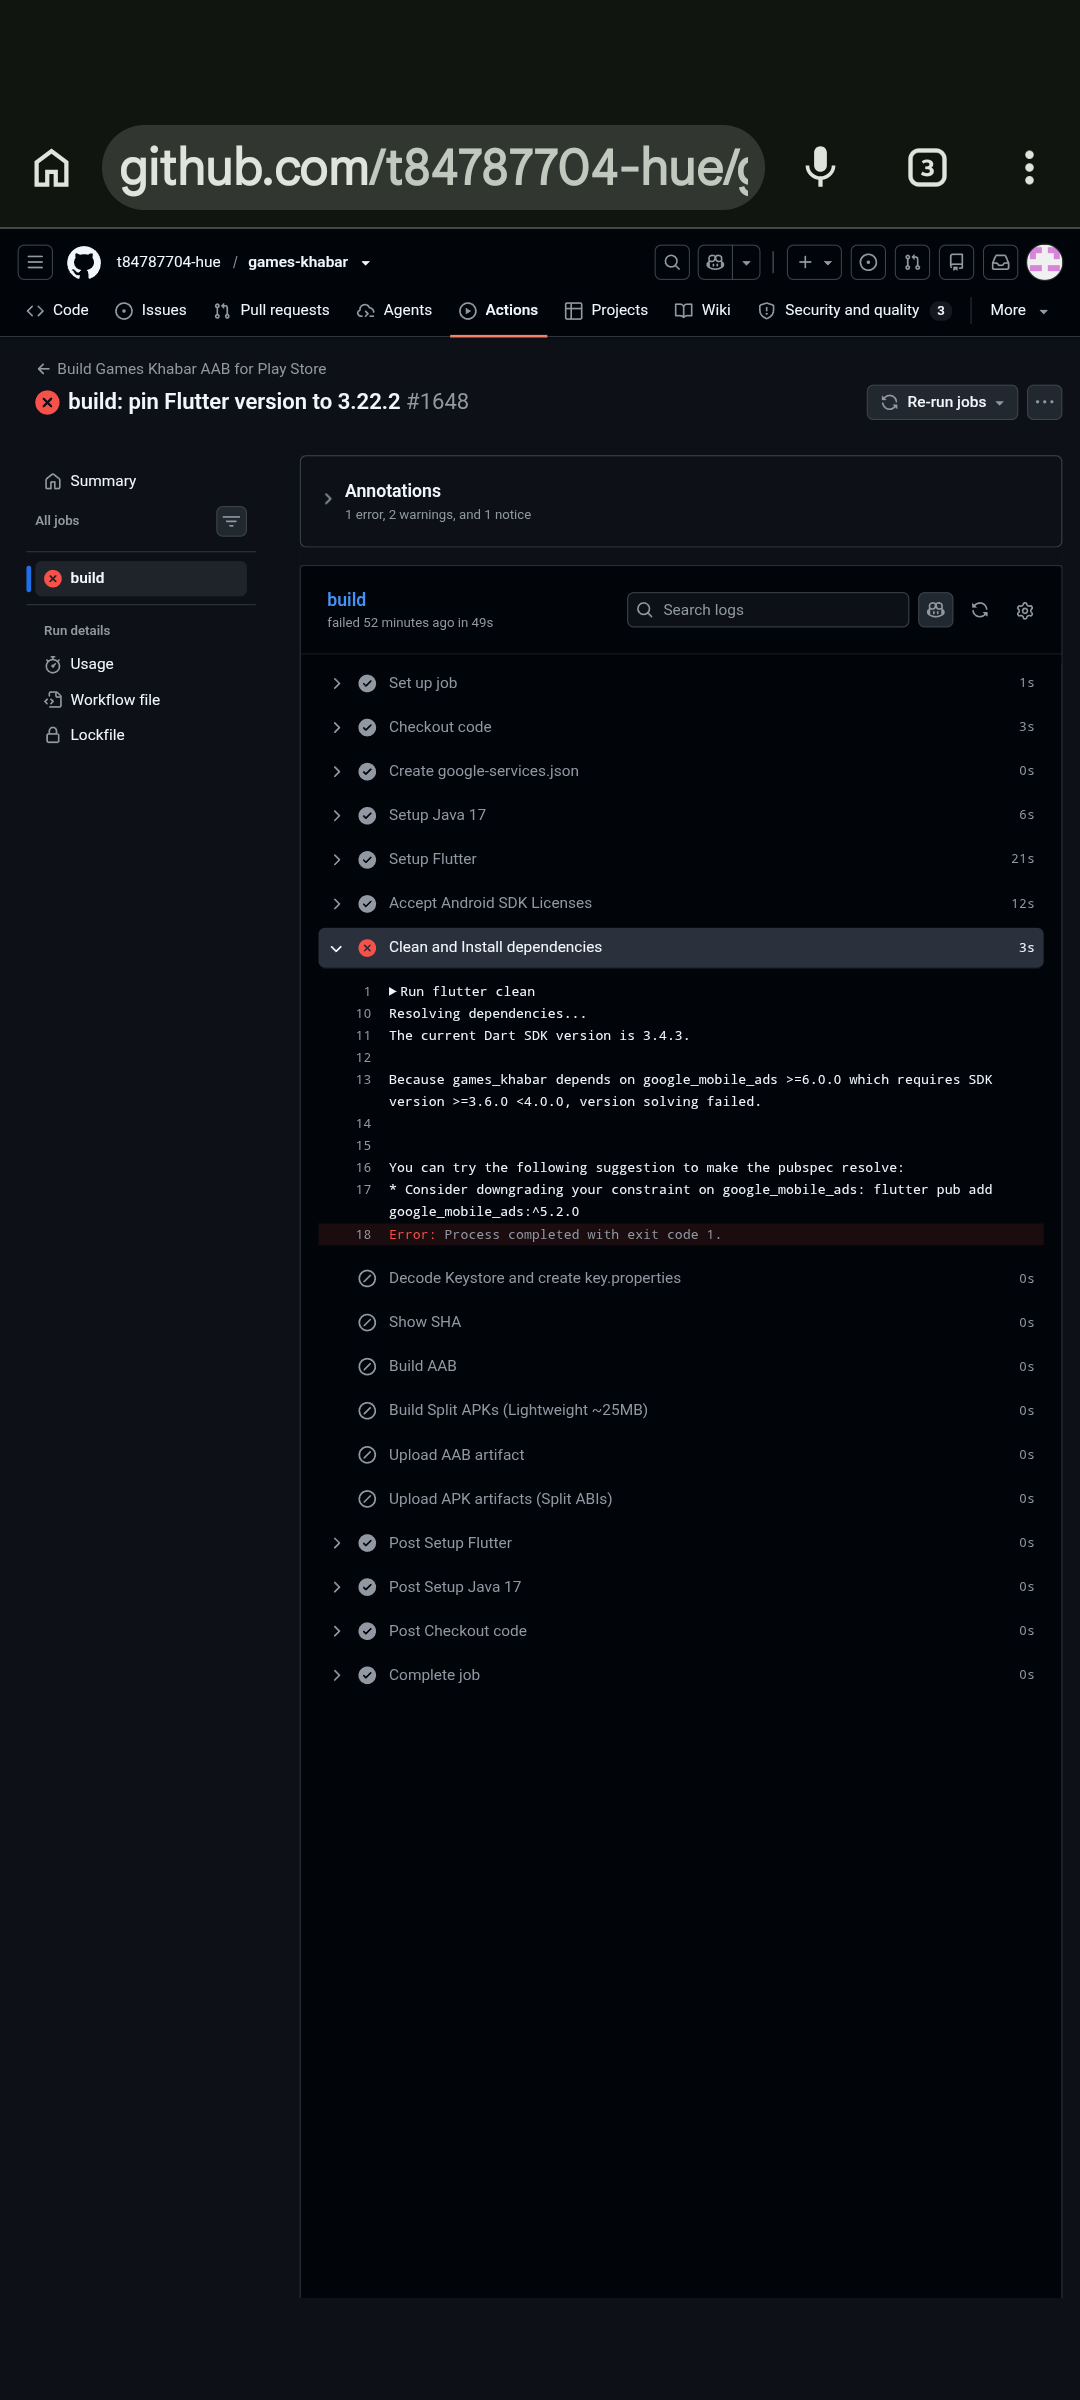 github.com/t84787704-hue/g
3
t84787704-hue / games-khabar
Code Issues Pull requests Agents Actions Projects Wiki Security and quality 3 More
Build Games Khabar AAB for Play Store
build: pin Flutter version to 3.22.2 #1648
Re-run jobs
Summary
All jobs
build
Run details
Usage
Workflow file
Lockfile
Annotations
1 error, 2 warnings, and 1 notice
build
failed 52 minutes ago in 49s
Search logs
Set up job 1s
Checkout code 3s
Create google-services.json 0s
Setup Java 17 6s
Setup Flutter 21s
Accept Android SDK Licenses 12s
Clean and Install dependencies 3s
1 Run flutter clean
10 Resolving dependencies...
11 The current Dart SDK version is 3.4.3.
12
13 Because games_khabar depends on google_mobile_ads >=6.0.0 which requires SDK
version >=3.6.0 <4.0.0, version solving failed.
14
15
16 You can try the following suggestion to make the pubspec resolve:
17 * Consider downgrading your constraint on google_mobile_ads: flutter pub add
google_mobile_ads:^5.2.0
18 Error: Process completed with exit code 1.
Decode Keystore and create key.properties 0s
Show SHA 0s
Build AAB 0s
Build Split APKs (Lightweight ~25MB) 0s
Upload AAB artifact 0s
Upload APK artifacts (Split ABIs) 0s
Post Setup Flutter 0s
Post Setup Java 17 0s
Post Checkout code 0s
Complete job 0s